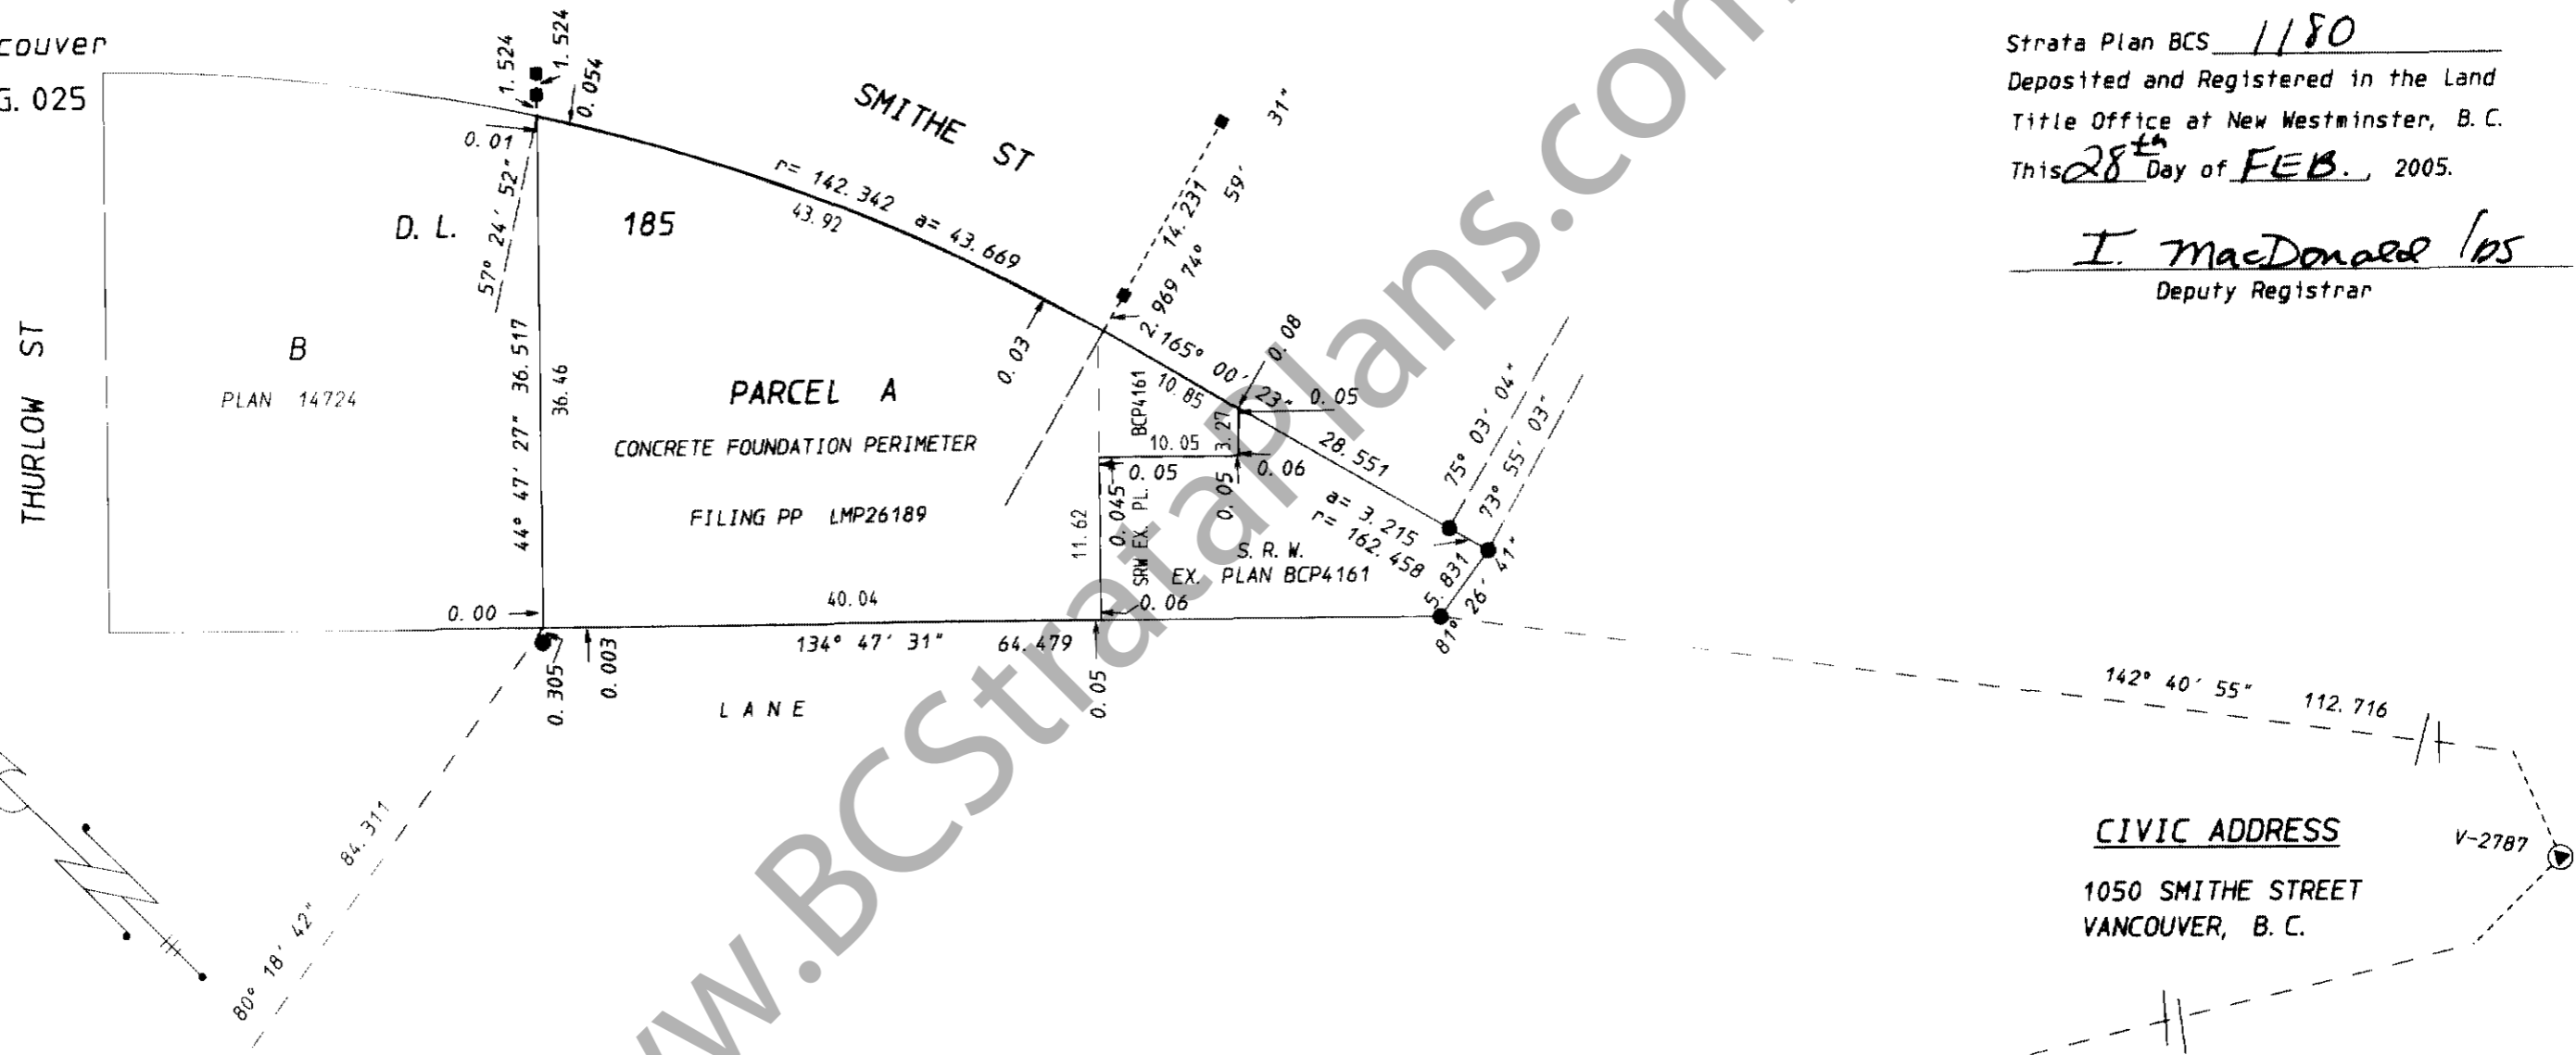 couver
G. 025
Strata Plan BCS 1180
Deposited and Registered in the Land
Title Office at New Westminster, B. C.
This 28th Day of FEB., 2005.
I. MacDonald
Deputy Registrar
1. 524
1. 524
0. 054
0. 01
57° 24' 52"
SMITHE ST
r= 142. 342 a= 43. 669
43. 92
31"
59'
74°
14. 231
2. 969
D. L. 185
THURLOW ST
B
PLAN 14724
44° 47' 27" 36. 517
36. 46
PARCEL A
CONCRETE FOUNDATION PERIMETER
FILING PP LMP26189
0. 03
165° 00' 23"
10. 85
0. 08
0. 05
BCP4161
10. 05
3. 27
0. 05
0. 06
0. 05
0. 045
SRW EX. PL.
11. 62
28. 551
a= 3. 215
r= 162. 458
75° 03' 04"
73° 55' 03"
S. R. W.
EX. PLAN BCP4161
5. 831
81° 26' 41"
0. 00
40. 04
0. 06
134° 47' 31" 64. 479
0. 305
0. 003
0. 05
LANE
142° 40' 55" 112. 716
80° 18' 42" 84. 311
CIVIC ADDRESS
1050 SMITHE STREET
VANCOUVER, B. C.
V-2787
w.BCStrataplans.com